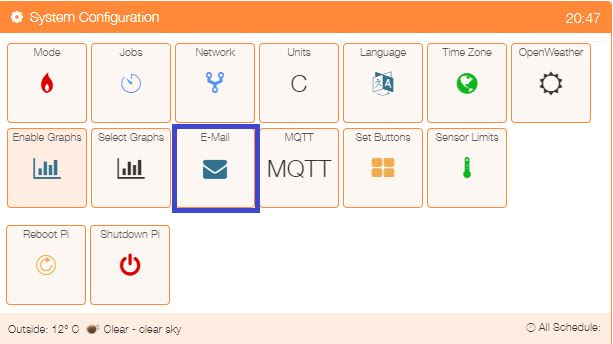 System Configuration 20:47
Mode Jobs Network Units Language Time Zone OpenWeather
C
Enable Graphs Select Graphs E-Mail MQTT Set Buttons Sensor Limits
MQTT
Reboot Pi Shutdown Pi
Outside: 12° C Clear - clear sky All Schedule: